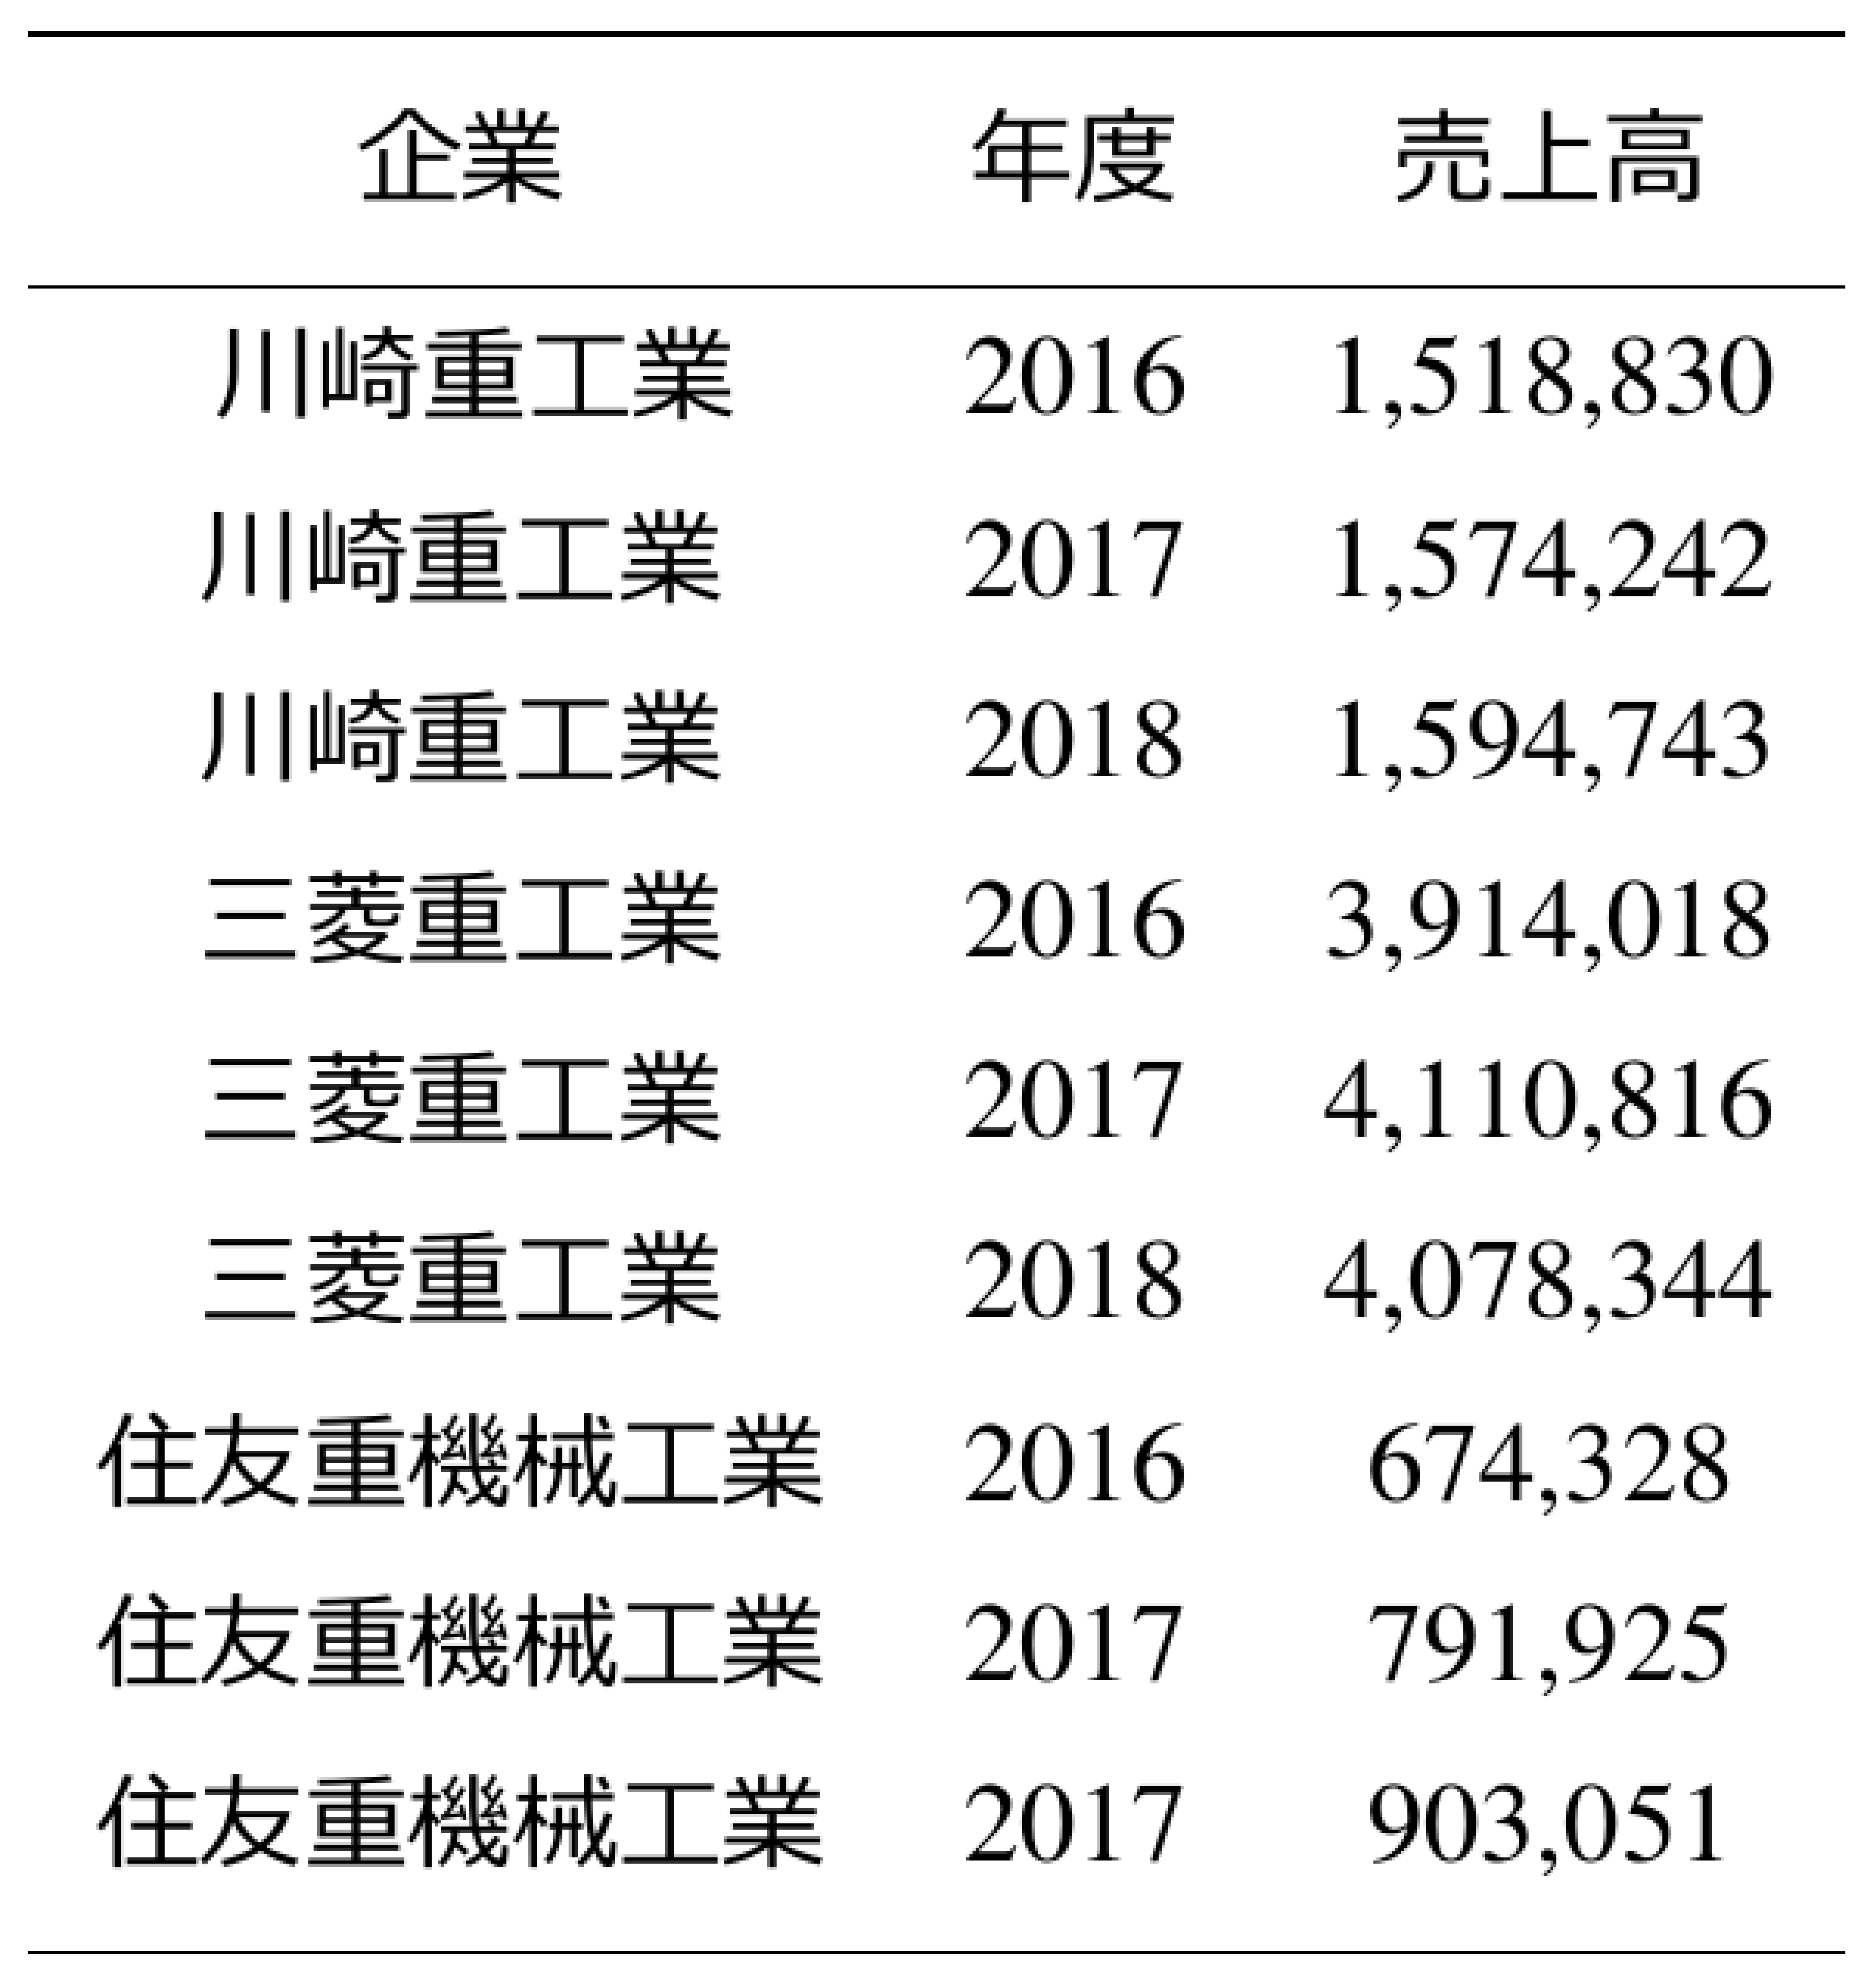 企業 年度 売上高
川崎重工業 2016 1,518,830
川崎重工業 2017 1,574,242
川崎重工業 2018 1,594,743
三菱重工業 2016 3,914,018
三菱重工業 2017 4,110,816
三菱重工業 2018 4,078,344
住友重機械工業 2016 674,328
住友重機械工業 2017 791,925
住友重機械工業 2017 903,051